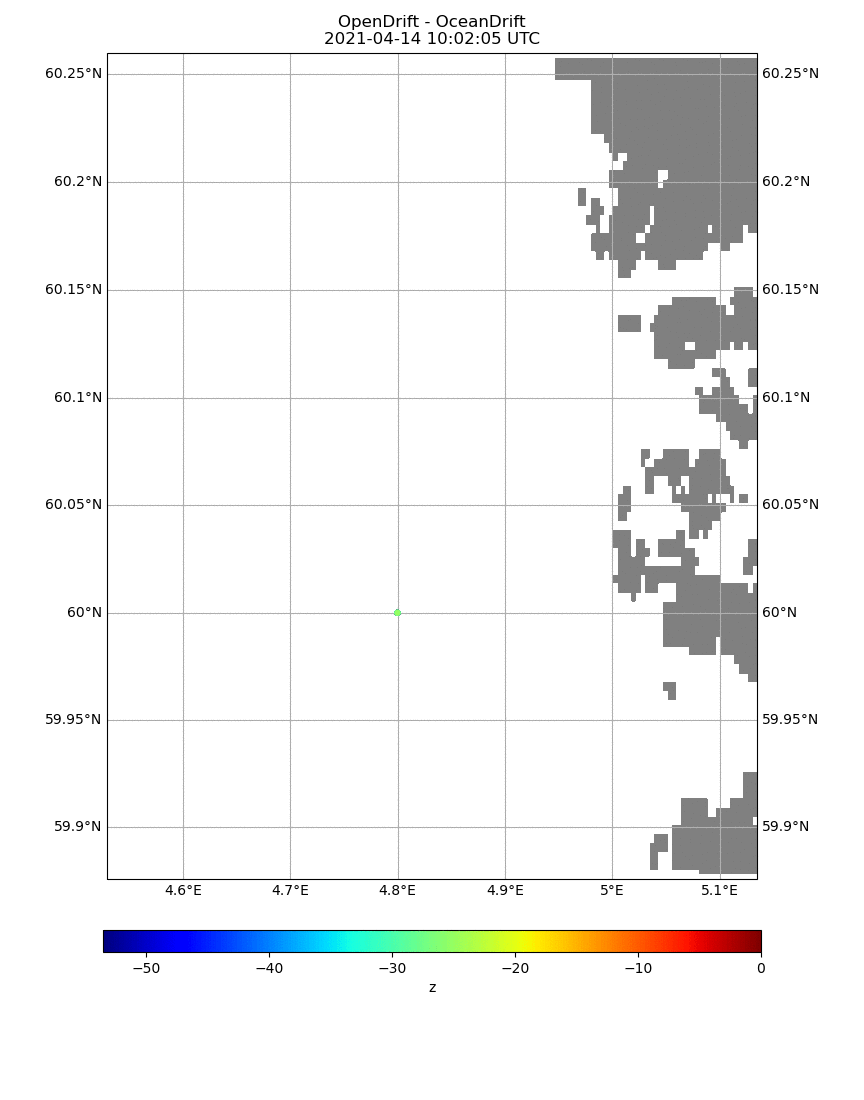 OpenDrift - OceanDrift
2021-04-14 10:02:05 UTC
60.25°N 60.25°N
60.2°N 60.2°N
60.15°N 60.15°N
60.1°N 60.1°N
60.05°N 60.05°N
60°N 60°N
59.95°N 59.95°N
59.9°N 59.9°N
4.6°E 4.7°E 4.8°E 4.9°E 5°E 5.1°E
−50 −40 −30 −20 −10 0
z